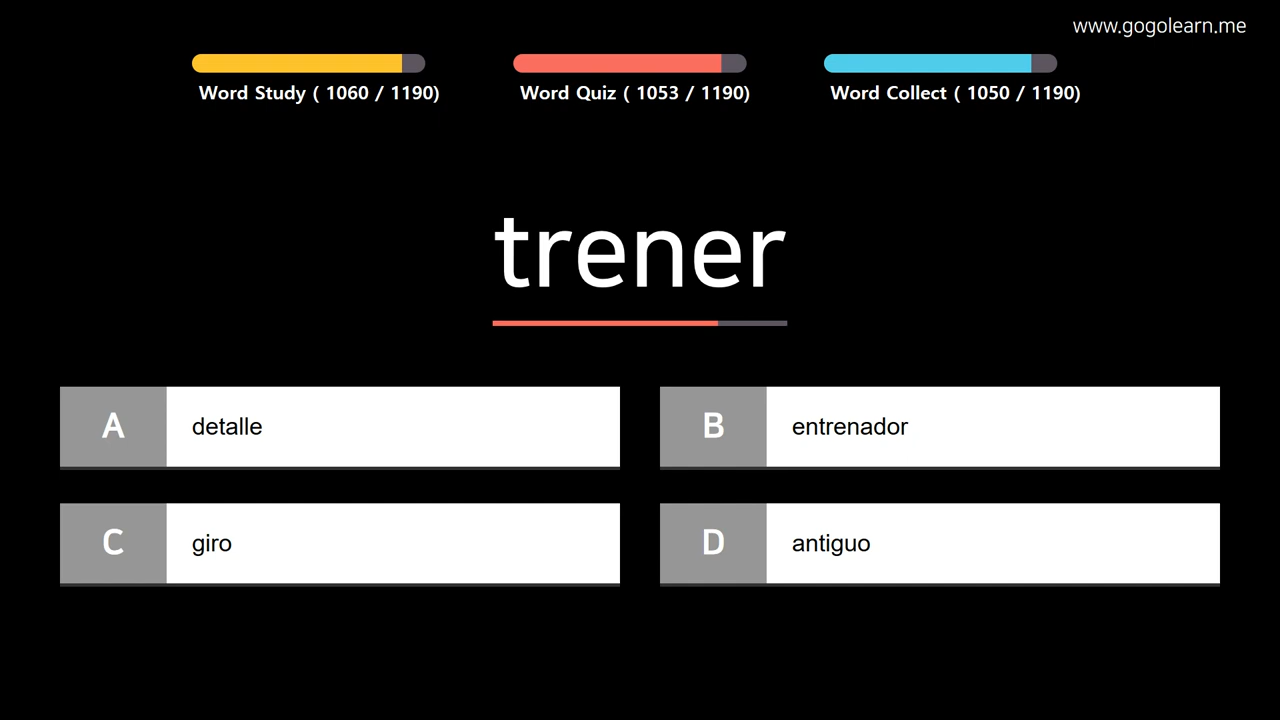 www.gogolearn.me
Word Study ( 1060 / 1190)
Word Quiz ( 1053 / 1190)
Word Collect ( 1050 / 1190)
trener
A detalle
B entrenador
C giro
D antiguo